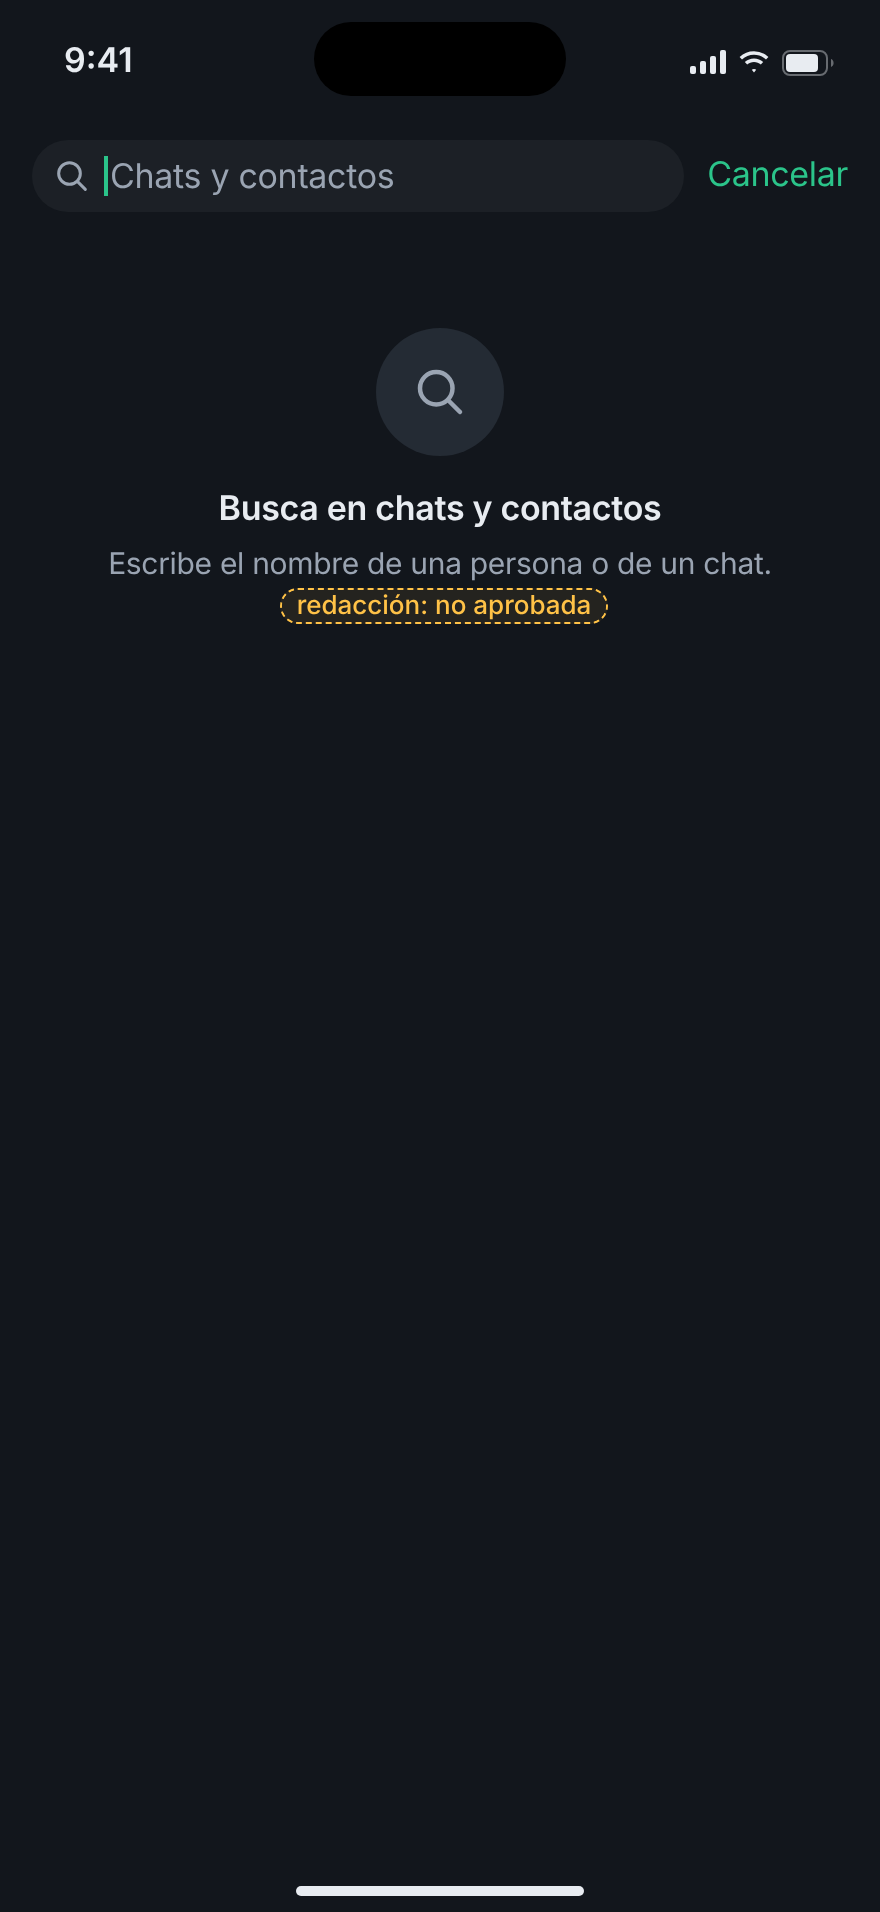 9:41
Chats y contactos
Cancelar
Busca en chats y contactos
Escribe el nombre de una persona o de un chat.
redacción: no aprobada